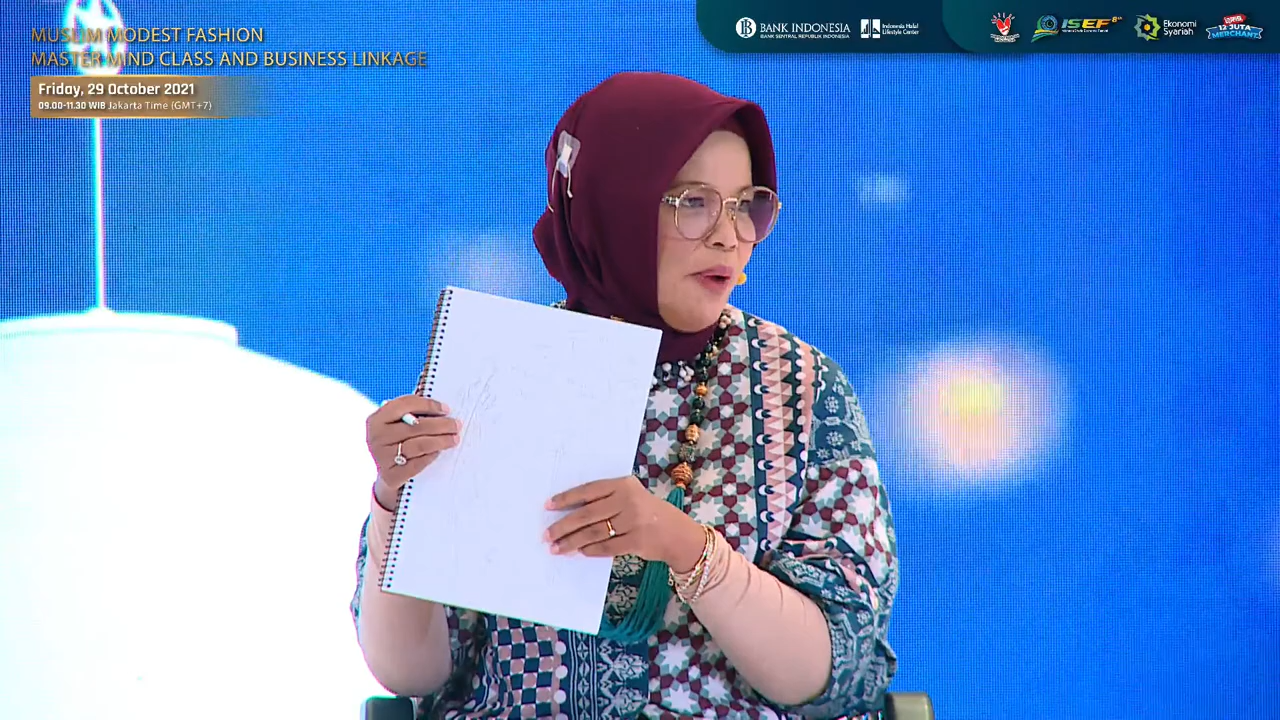 MUSLIM MODEST FASHION
MASTER MIND CLASS AND BUSINESS LINKAGE
Friday, 29 October 2021
09.00-11.30 WIB Jakarta Time (GMT+7)
BANK INDONESIA
BANK SENTRAL REPUBLIK INDONESIA
Indonesia Halal
Lifestyle Center
ISEF 8th
Ekonomi
Syariah
12 JUTA
MERCHANT